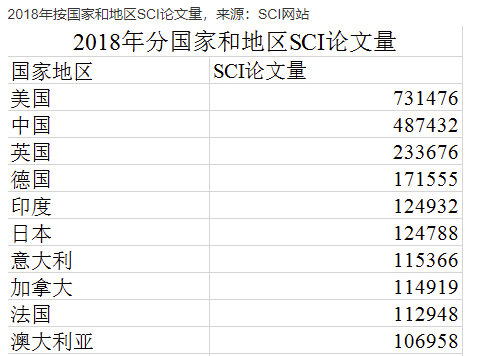 2018年按国家和地区SCI论文量，来源：SCI网站
2018年分国家和地区SCI论文量
国家地区 SCI论文量
美国 731476
中国 487432
英国 233676
德国 171555
印度 124932
日本 124788
意大利 115366
加拿大 114919
法国 112948
澳大利亚 106958